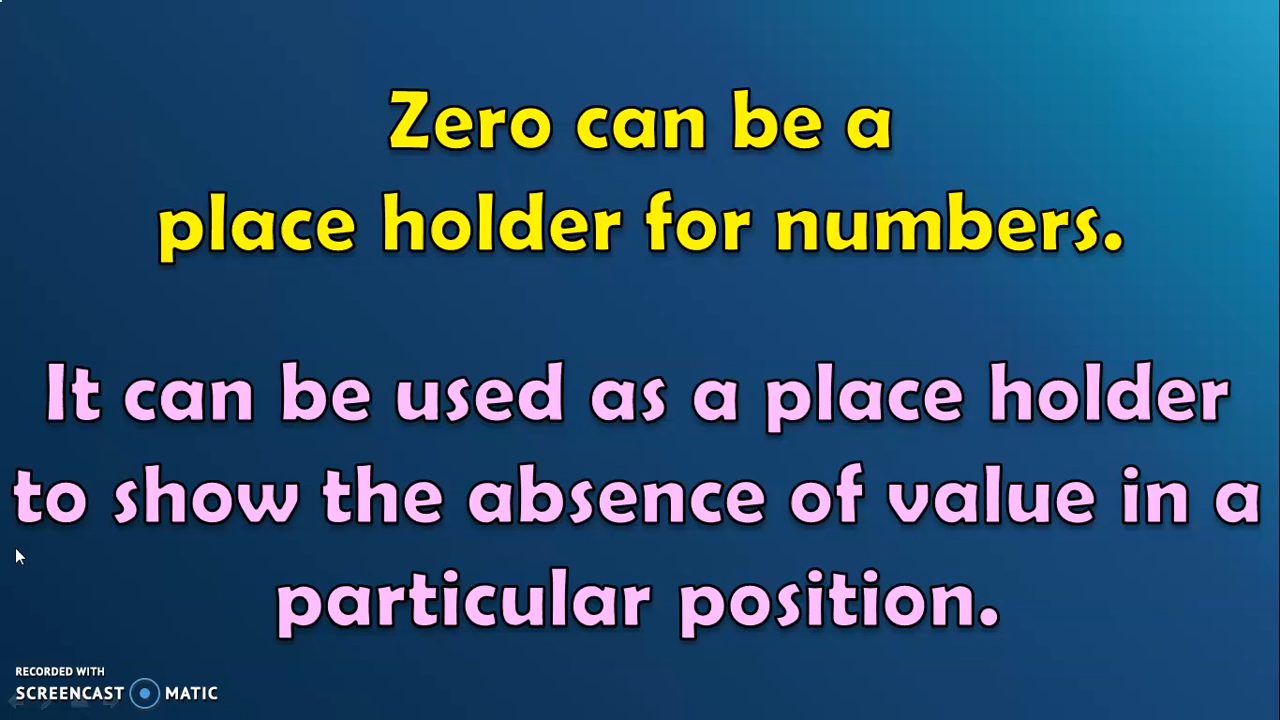 Zero can be a
place holder for numbers.
It can be used as a place holder
to show the absence of value in a
particular position.
RECORDED WITH
SCREENCAST MATIC